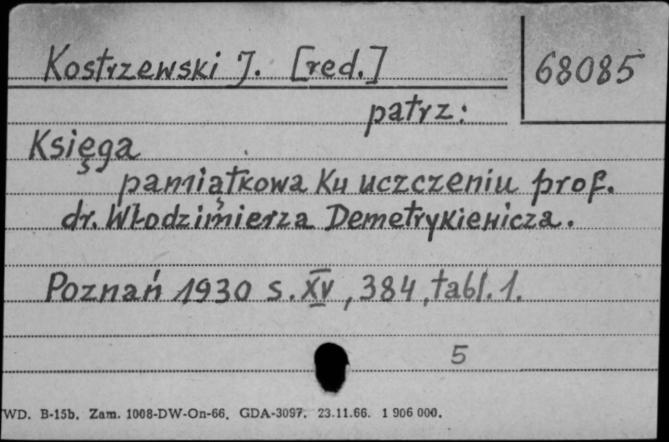 Kostrzewski J. [red.]
68085
patrz:
Księga
pamiątkowa Ku uczczeniu prof.
dr. Włodzimierza Demetrykiewicza.
Poznań 1930 s. XV, 384, tabl. 1.
5
WD. B-15b. Zam. 1008-DW-On-66. GDA-3097. 23.11.66. 1 906 000.